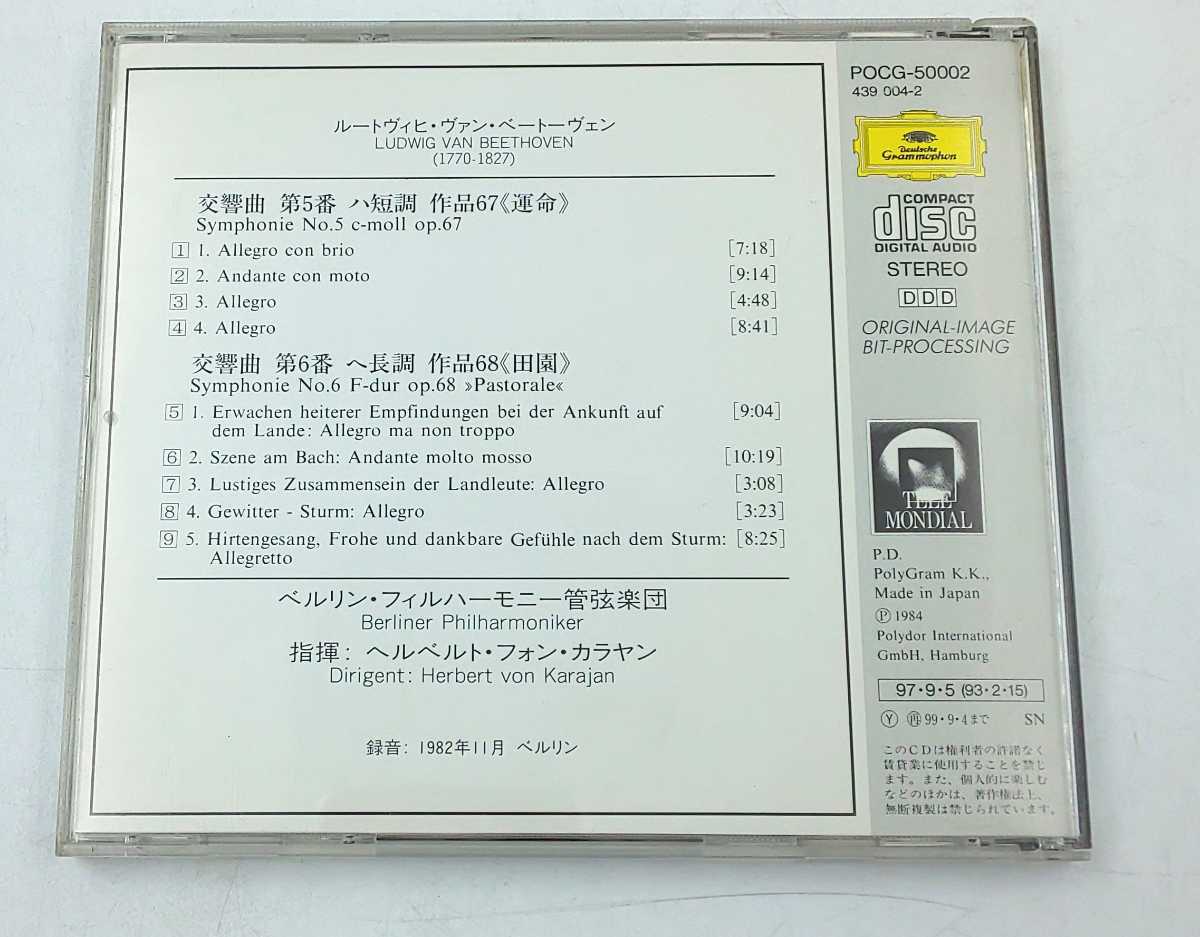 ルートヴィヒ・ヴァン・ベートーヴェン
LUDWIG VAN BEETHOVEN
(1770-1827)
交響曲 第5番 ハ短調 作品67《運命》
Symphonie No.5 c-moll op.67
1 1. Allegro con brio [7:18]
2 2. Andante con moto [9:14]
3 3. Allegro [4:48]
4 4. Allegro [8:41]
交響曲 第6番 ヘ長調 作品68《田園》
Symphonie No.6 F-dur op.68 »Pastorale«
5 1. Erwachen heiterer Empfindungen bei der Ankunft auf [9:04]
dem Lande: Allegro ma non troppo
6 2. Szene am Bach: Andante molto mosso [10:19]
7 3. Lustiges Zusammensein der Landleute: Allegro [3:08]
8 4. Gewitter - Sturm: Allegro [3:23]
9 5. Hirtengesang, Frohe und dankbare Gefühle nach dem Sturm: [8:25]
Allegretto
ベルリン・フィルハーモニー管弦楽団
Berliner Philharmoniker
指揮: ヘルベルト・フォン・カラヤン
Dirigent: Herbert von Karajan
録音: 1982年11月 ベルリン
POCG-50002
439 004-2
Deutsche
Grammophon
COMPACT
disc
DIGITAL AUDIO
STEREO
DDD
ORIGINAL-IMAGE
BIT-PROCESSING
TELE
MONDIAL
P.D.
PolyGram K.K.,
Made in Japan
Ⓟ 1984
Polydor International
GmbH, Hamburg
97・9・5 (93・2・15)
Ⓨ 再 99・9・4まで SN
このCDは権利者の許諾なく
賃貸業に使用することを禁じ
ます。また、個人的に楽しむ
などのほかは、著作権法上、
無断複製は禁じられています。